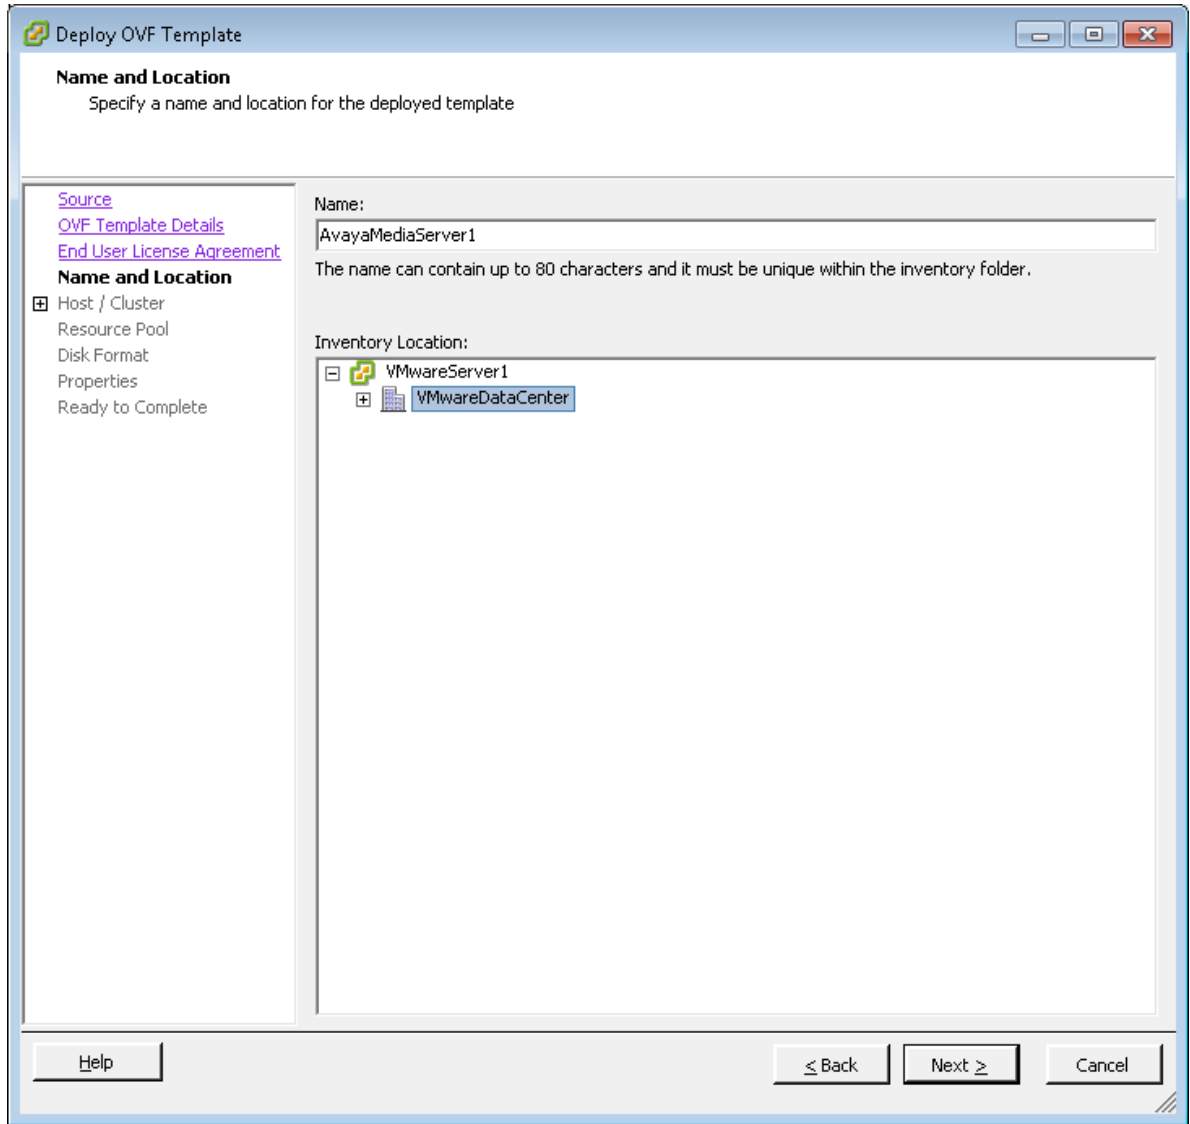 Deploy OVF Template
Name and Location
Specify a name and location for the deployed template
Source
OVF Template Details
End User License Agreement
Name and Location
Host / Cluster
Resource Pool
Disk Format
Properties
Ready to Complete
Name:
AvayaMediaServer1
The name can contain up to 80 characters and it must be unique within the inventory folder.
Inventory Location:
VMwareServer1
VMwareDataCenter
Help
< Back
Next >
Cancel